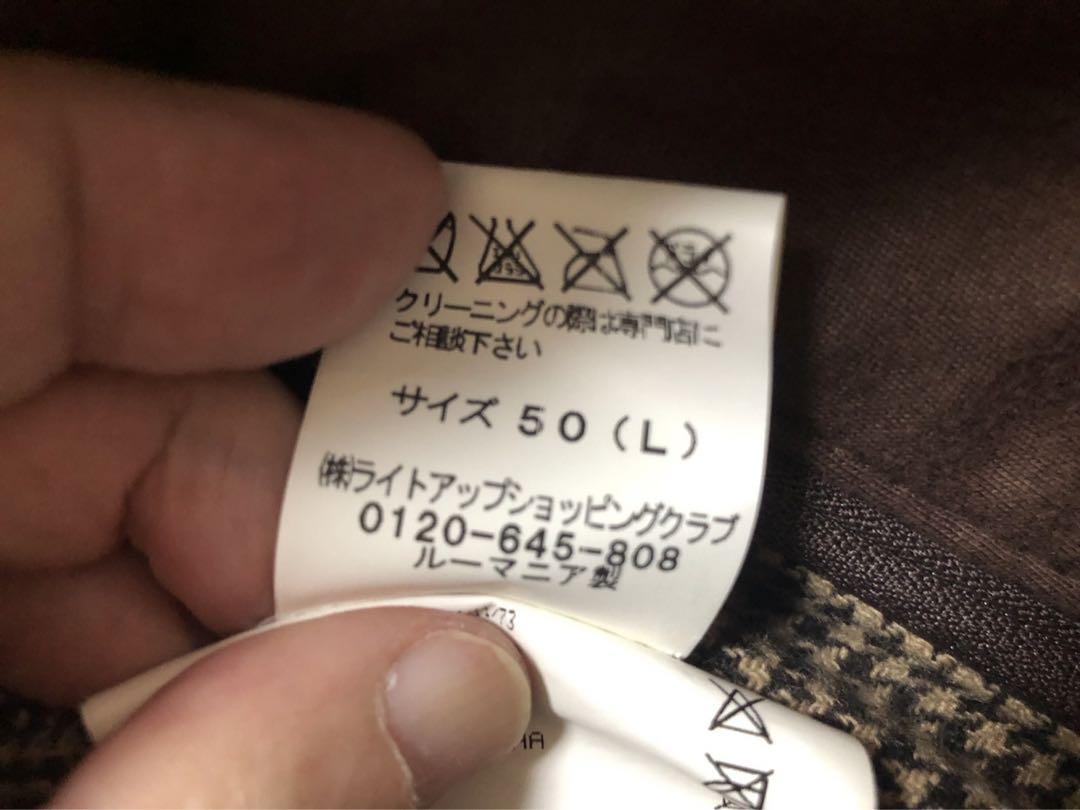 クリーニングの際は専門店に
ご相談下さい
サイズ 50(L)
(株)ライトアップショッピングクラブ
0120-645-808
ルーマニア製